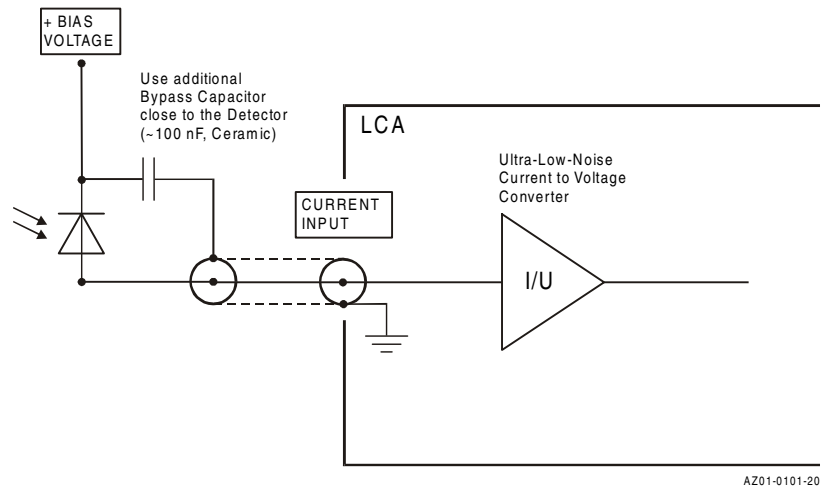 + BIAS
VOLTAGE
Use additional
Bypass Capacitor
close to the Detector
(~100 nF, Ceramic)
LCA
CURRENT
INPUT
Ultra-Low-Noise
Current to Voltage
Converter
I/U
AZ01-0101-20